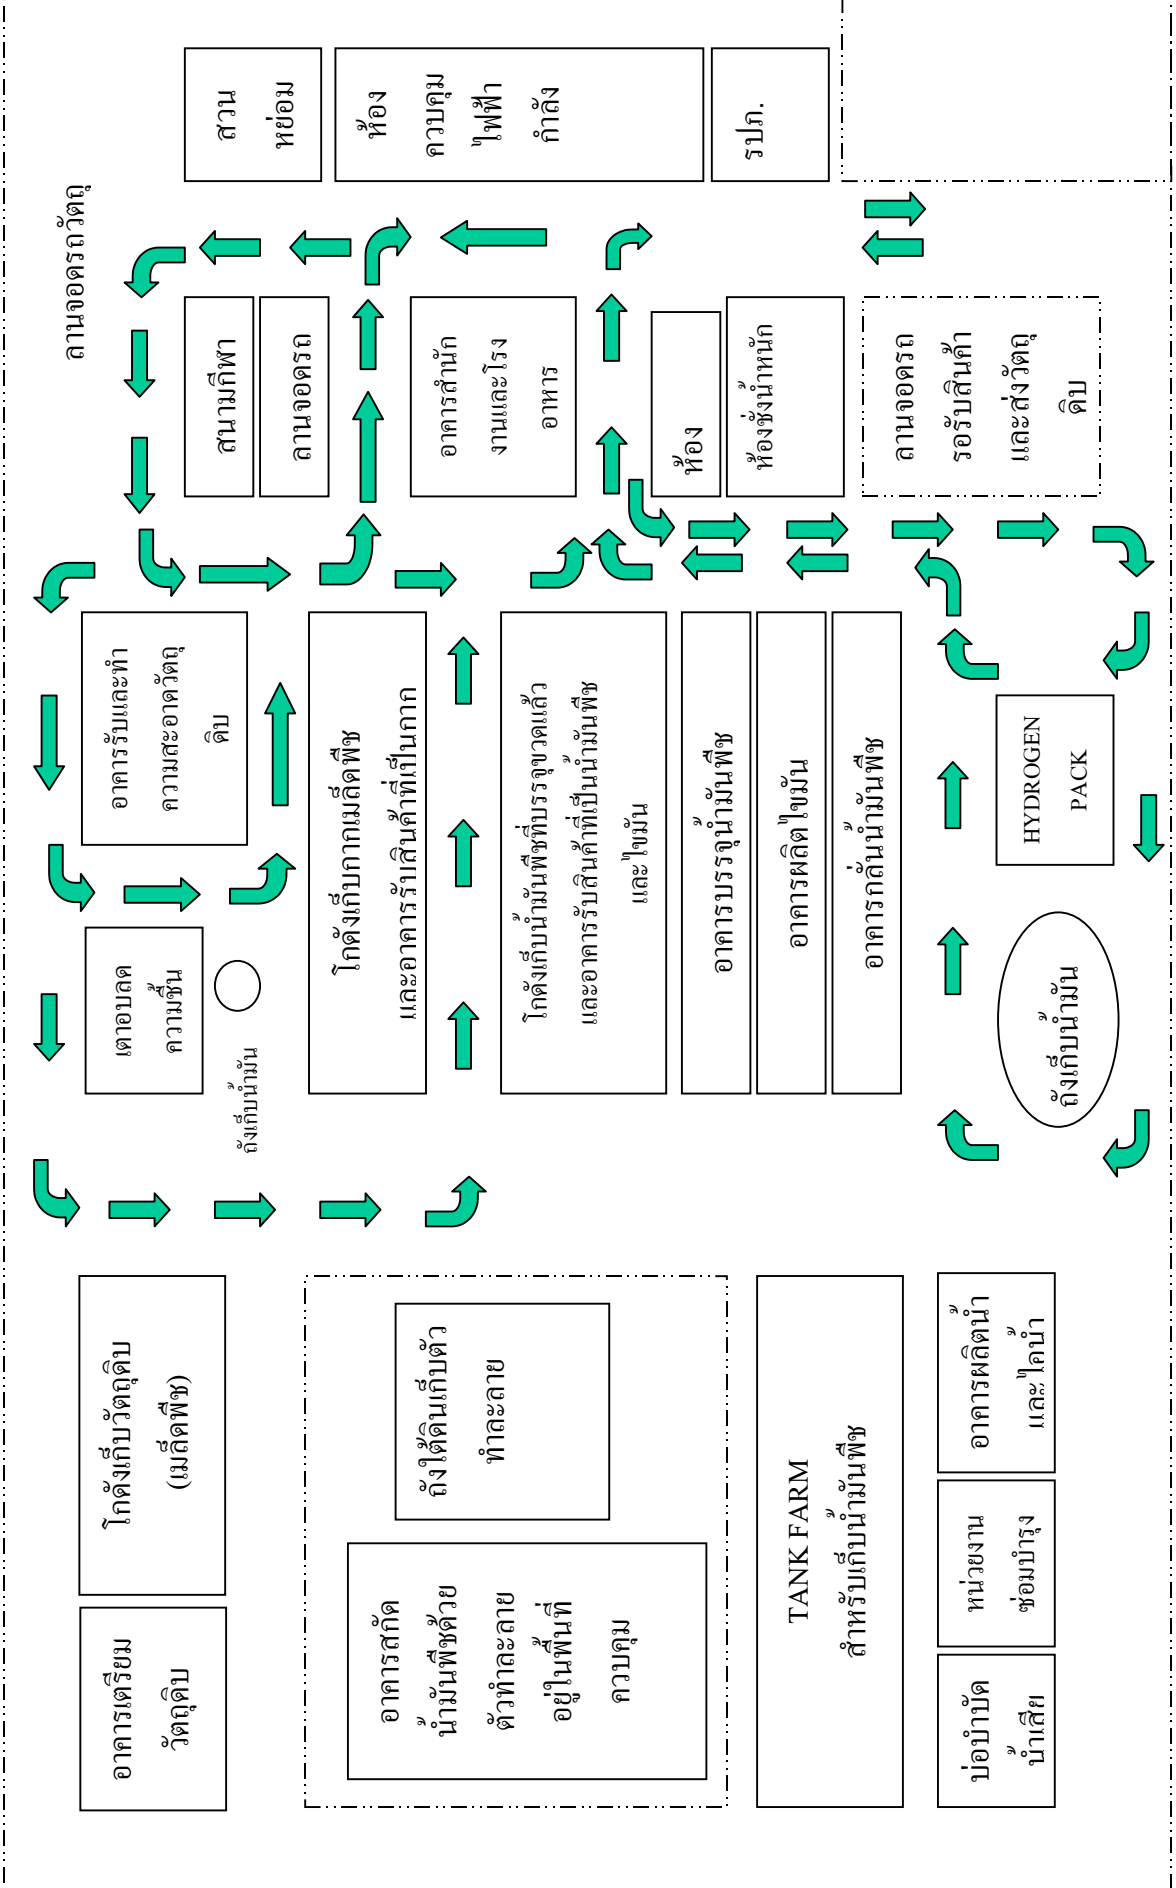 สวน
หย่อม
ห้อง
ควบคุม
ไฟฟ้า
กำลัง
รปภ.
ลานจอดรถวัตถุ
สนามกีฬา
ลานจอดรถ
อาคารสำนัก
งานและโรง
อาหาร
ห้อง
ห้องชั่งน้ำหนัก
ลานจอดรถ
รอรับสินค้า
และส่งวัตถุ
ดิบ
อาคารรับและทำ
ความสะอาดวัตถุ
ดิบ
โกดังเก็บกากเมล็ดพืช
และอาคารรับสินค้าที่เป็นกาก
โกดังเก็บน้ำมันพืชที่บรรจุขวดแล้ว
และอาคารรับสินค้าที่เป็นน้ำมันพืช
และไขมัน
อาคารบรรจุน้ำมันพืช
อาคารผลิตไขมัน
อาคารกลั่นน้ำมันพืช
HYDROGEN
PACK
เตาอบลด
ความชื้น
ถังเก็บน้ำมัน
ถังเก็บน้ำมัน
โกดังเก็บวัตถุดิบ
(เมล็ดพืช)
ถังใต้ดินเก็บตัว
ทำละลาย
อาคารผลิตน้ำ
และไอน้ำ
อาคารเตรียม
วัตถุดิบ
อาคารสกัด
น้ำมันพืชด้วย
ตัวทำละลาย
อยู่ในพื้นที่
ควบคุม
TANK FARM
สำหรับเก็บน้ำมันพืช
หน่วยงาน
ซ่อมบำรุง
บ่อบำบัด
น้ำเสีย